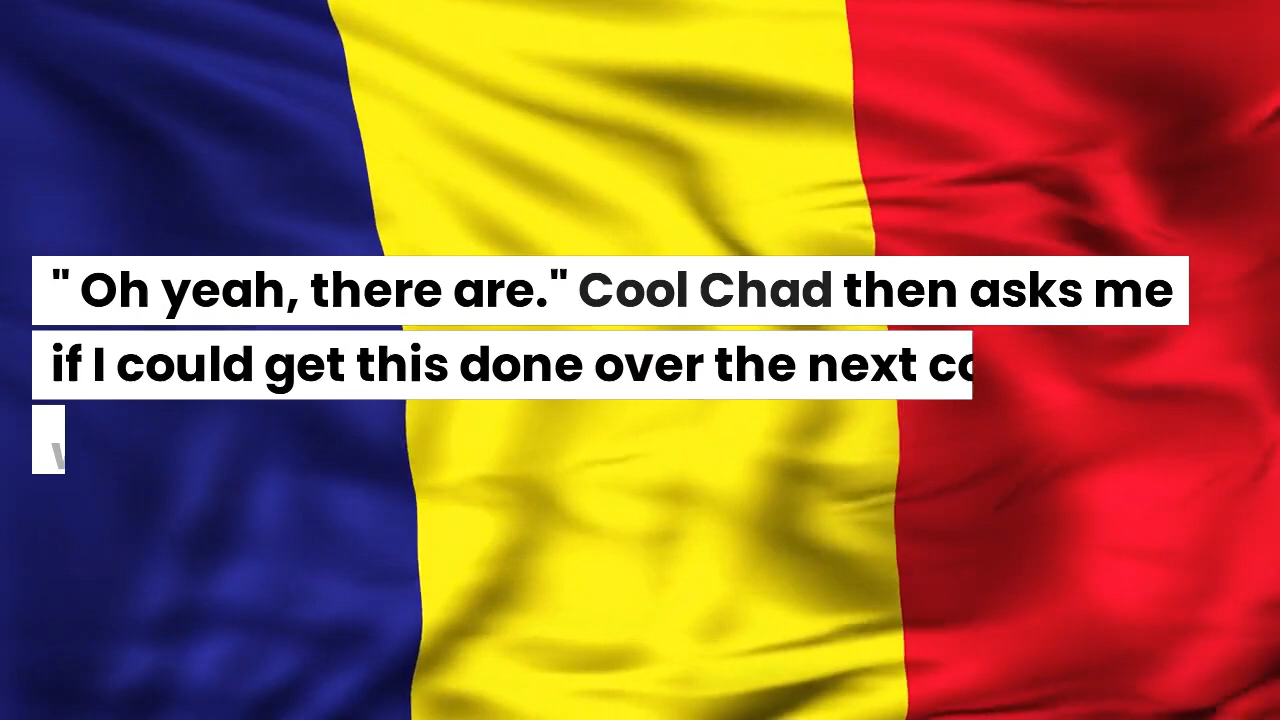 " Oh yeah, there are." Cool Chad then asks me
if I could get this done over the next